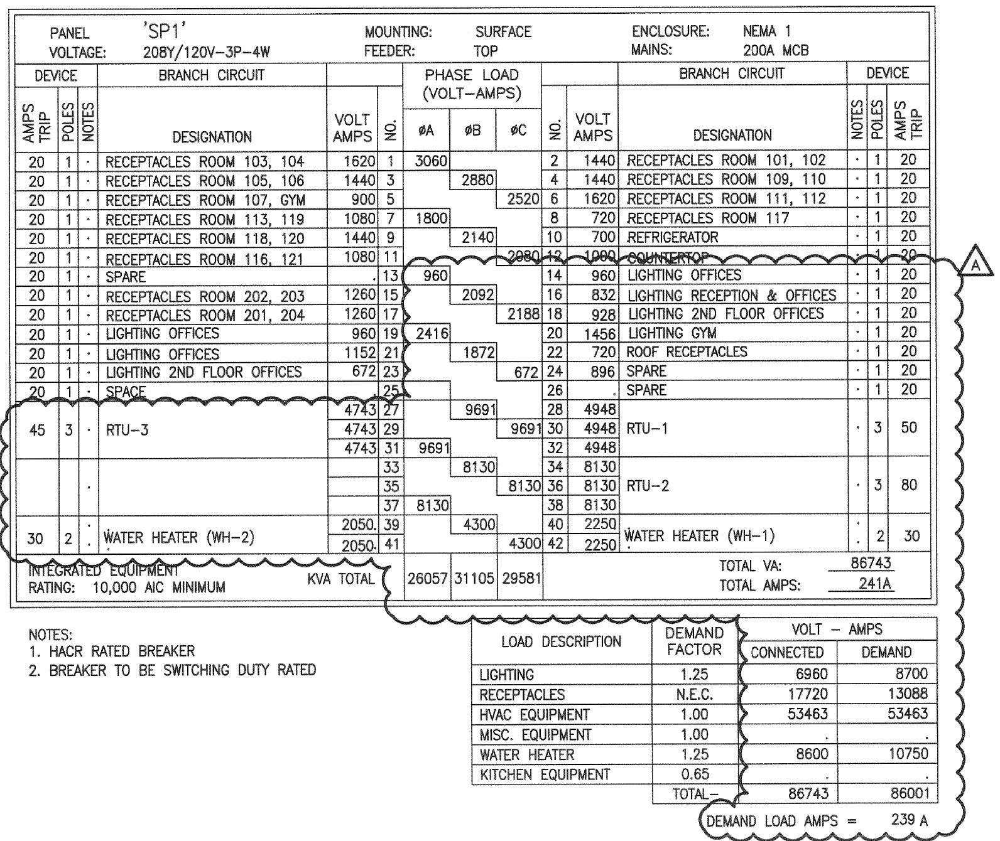 PANEL 'SP1' MOUNTING: SURFACE ENCLOSURE: NEMA 1
VOLTAGE: 208Y/120V-3P-4W FEEDER: TOP MAINS: 200A MCB
DEVICE BRANCH CIRCUIT PHASE LOAD (VOLT-AMPS) BRANCH CIRCUIT DEVICE
AMPS TRIP POLES NOTES DESIGNATION VOLT AMPS NO. øA øB øC NO. VOLT AMPS DESIGNATION NOTES POLES AMPS TRIP
20 1 · RECEPTACLES ROOM 103, 104 1620 1 3060 2 1440 RECEPTACLES ROOM 101, 102 · 1 20
20 1 · RECEPTACLES ROOM 105, 106 1440 3 2880 4 1440 RECEPTACLES ROOM 109, 110 · 1 20
20 1 · RECEPTACLES ROOM 107, GYM 900 5 2520 6 1620 RECEPTACLES ROOM 111, 112 · 1 20
20 1 · RECEPTACLES ROOM 113, 119 1080 7 1800 8 720 RECEPTACLES ROOM 117 · 1 20
20 1 · RECEPTACLES ROOM 118, 120 1440 9 2140 10 700 REFRIGERATOR · 1 20
20 1 · RECEPTACLES ROOM 116, 121 1080 11 2080 12 1000 COUNTERTOP · 1 20
A
20 1 · SPARE . 13 960 14 960 LIGHTING OFFICES · 1 20
20 1 · RECEPTACLES ROOM 202, 203 1260 15 2092 16 832 LIGHTING RECEPTION & OFFICES · 1 20
20 1 · RECEPTACLES ROOM 201, 204 1260 17 2188 18 928 LIGHTING 2ND FLOOR OFFICES · 1 20
20 1 · LIGHTING OFFICES 960 19 2416 20 1456 LIGHTING GYM · 1 20
20 1 · LIGHTING OFFICES 1152 21 1872 22 720 ROOF RECEPTACLES · 1 20
20 1 · LIGHTING 2ND FLOOR OFFICES 672 23 672 24 896 SPARE · 1 20
20 1 · SPACE . 25 26 . SPARE · 1 20
4743 27 9691 28 4948
45 3 · RTU-3 4743 29 9691 30 4948 RTU-1 · 3 50
4743 31 9691 32 4948
33 8130 34 8130
· 35 8130 36 8130 RTU-2 · 3 80
37 8130 38 8130
2050. 39 4300 40 2250
30 2 · WATER HEATER (WH-2) 2050. 41 4300 42 2250 WATER HEATER (WH-1) · 2 30
INTEGRATED EQUIPMENT KVA TOTAL 26057 31105 29581 TOTAL VA: 86743
RATING: 10,000 AIC MINIMUM TOTAL AMPS: 241A
NOTES:
1. HACR RATED BREAKER
2. BREAKER TO BE SWITCHING DUTY RATED
LOAD DESCRIPTION DEMAND FACTOR VOLT - AMPS
CONNECTED DEMAND
LIGHTING 1.25 6960 8700
RECEPTACLES N.E.C. 17720 13088
HVAC EQUIPMENT 1.00 53463 53463
MISC. EQUIPMENT 1.00 . .
WATER HEATER 1.25 8600 10750
KITCHEN EQUIPMENT 0.65 . .
TOTAL- 86743 86001
DEMAND LOAD AMPS = 239 A